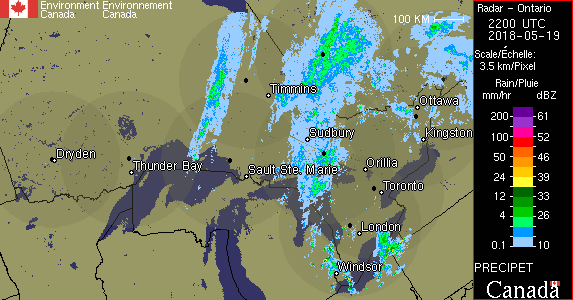 Environment Environnement
Canada Canada
100 KM
Timmins
Ottawa
Sudbury
Kingston
Dryden
Thunder Bay
Sault Ste. Marie
Orillia
Toronto
London
Windsor
Radar - Ontario
2200 UTC
2018-05-19
Scale/Échelle:
3.5 km/Pixel
Rain/Pluie
mm/hr dBZ
200 61
100 52
50 46
24 39
12 33
4 26
0.1 10
PRECIPET
Canada